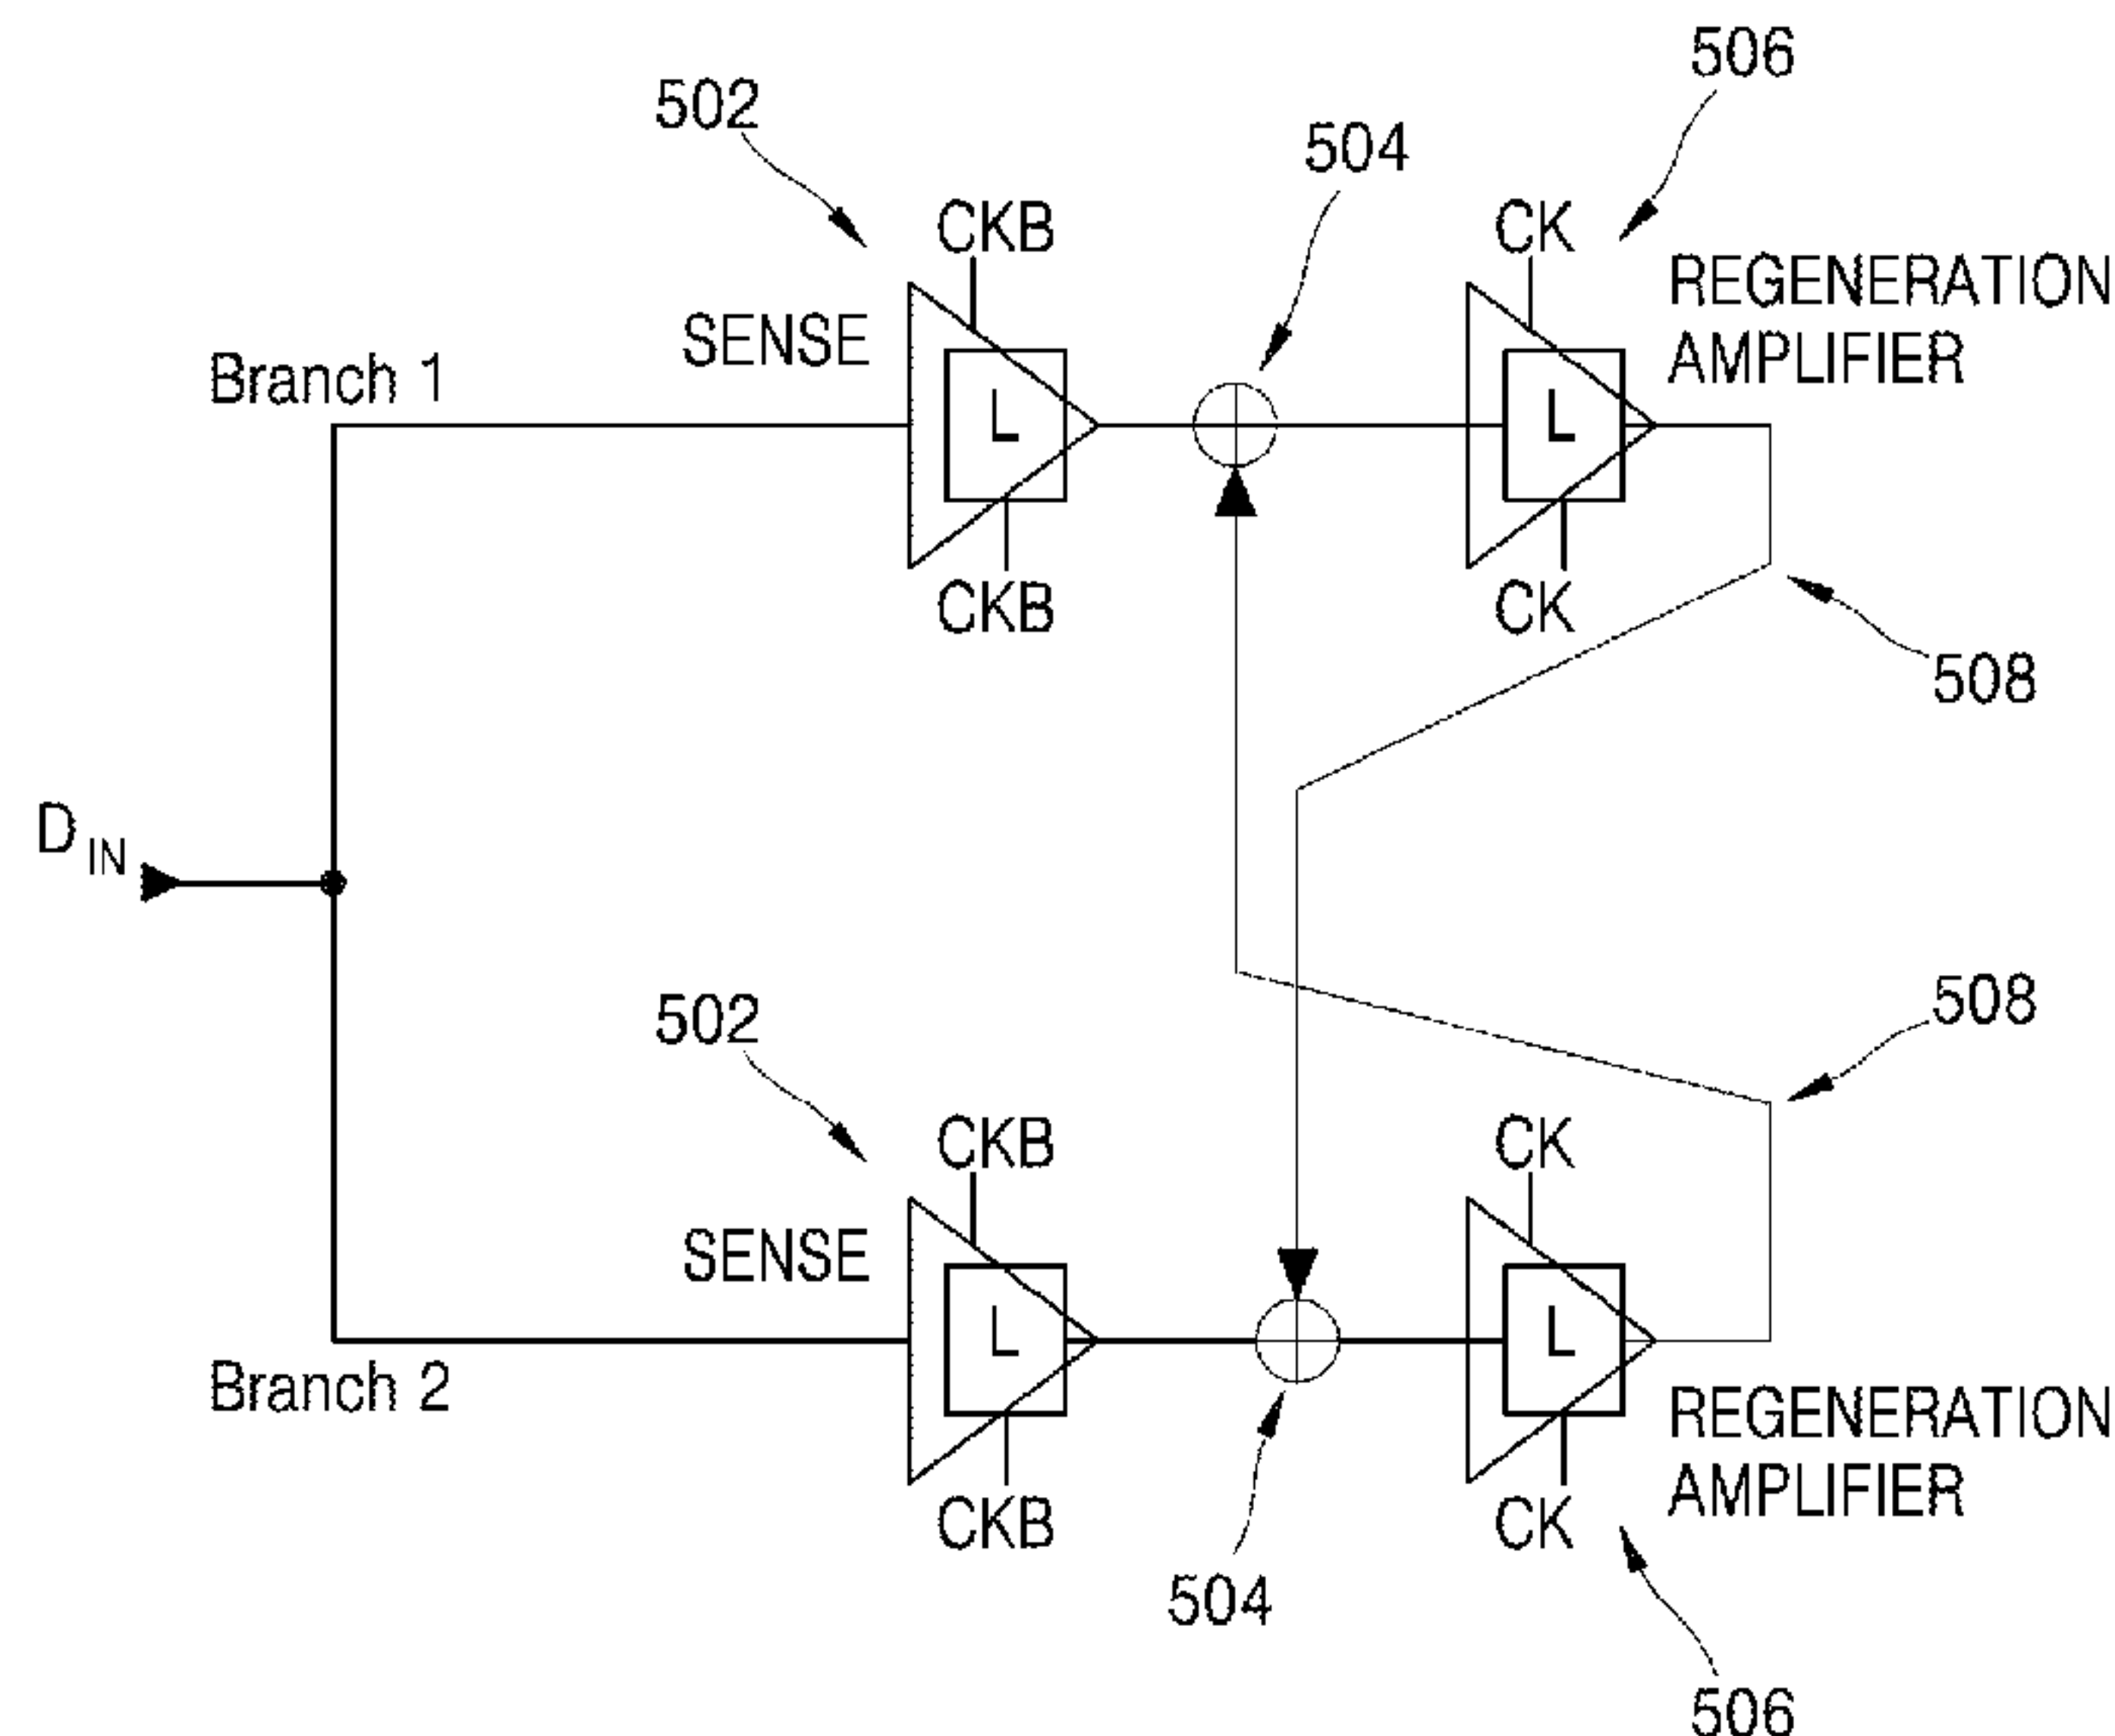 506
502
504
CKB
CK
REGENERATION
AMPLIFIER
SENSE
Branch 1
L
L
CKB
CK
508
D IN
508
502
CKB
CK
SENSE
L
L
Branch 2
REGENERATION
AMPLIFIER
CKB
CK
504
506